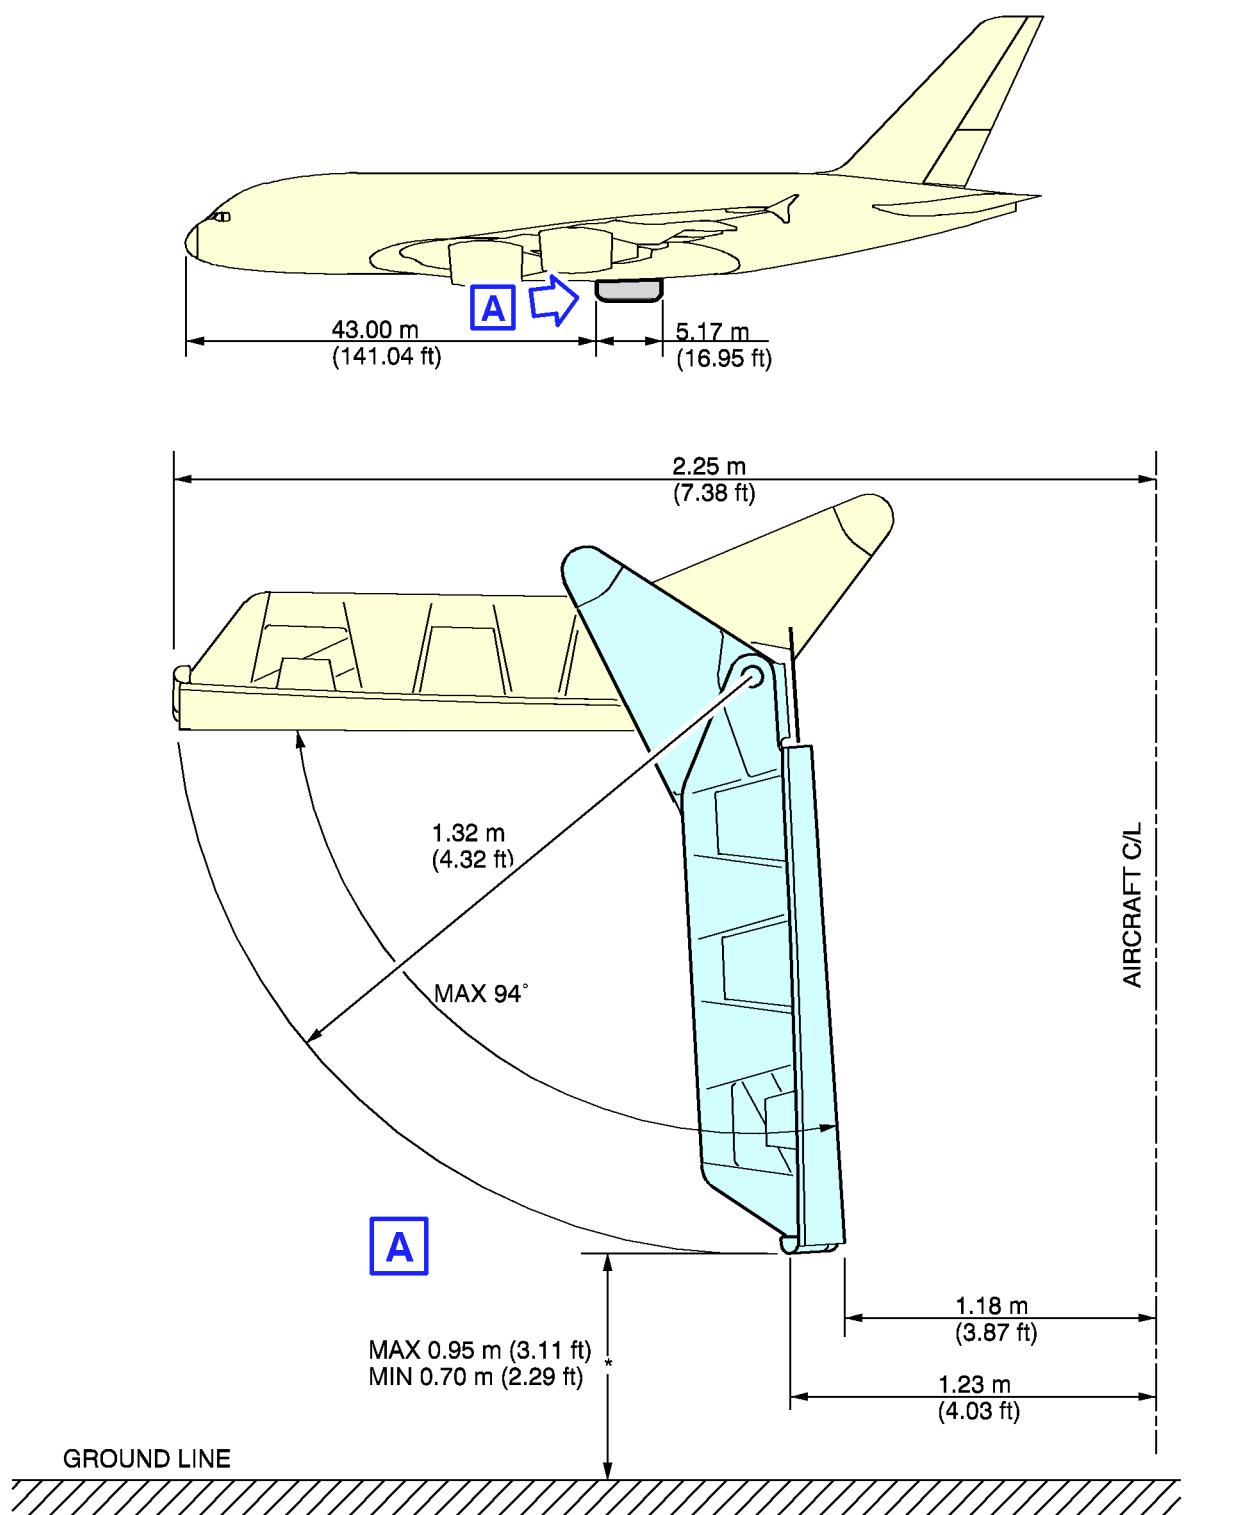 A
43.00 m
(141.04 ft)
5.17 m
(16.95 ft)
2.25 m
(7.38 ft)
1.32 m
(4.32 ft)
AIRCRAFT C/L
MAX 94°
A
1.18 m
(3.87 ft)
MAX 0.95 m (3.11 ft)
MIN 0.70 m (2.29 ft)
*
1.23 m
(4.03 ft)
GROUND LINE